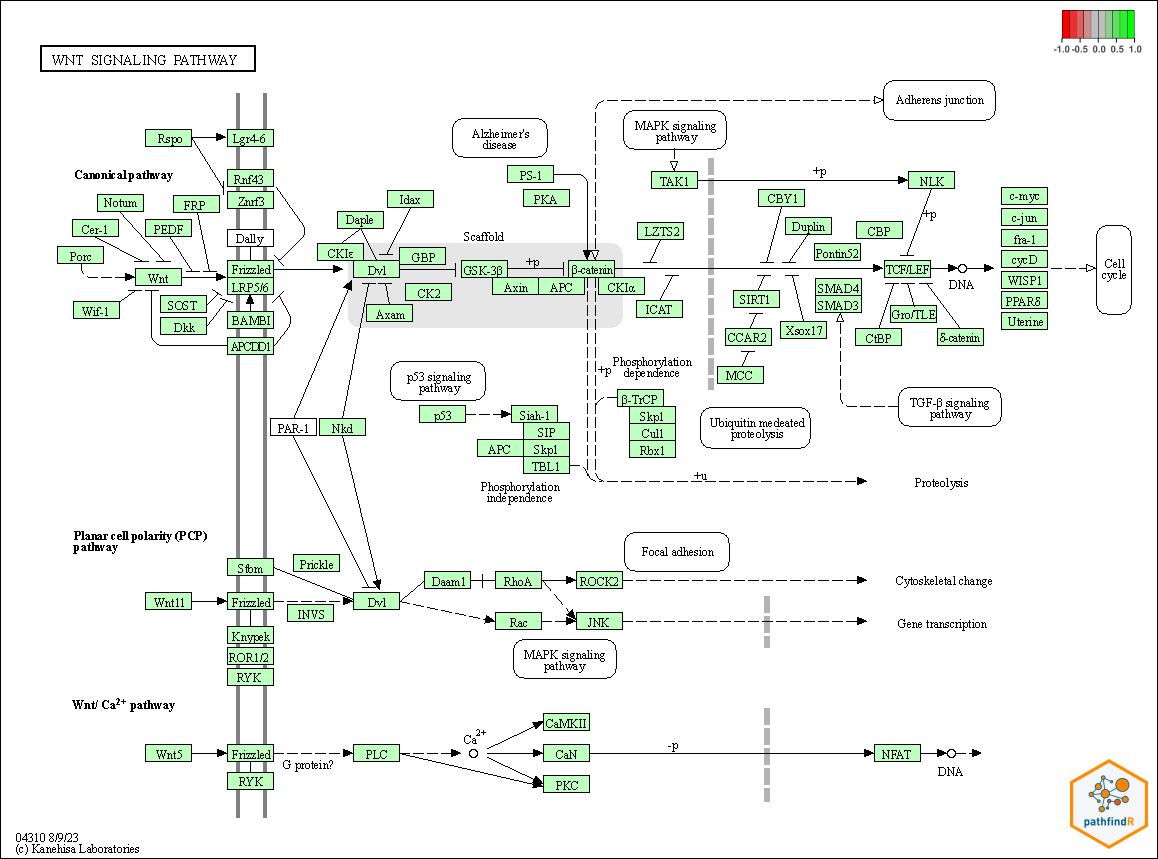 -1.0 -0.5 0.0 0.5 1.0
WNT SIGNALING PATHWAY
Adherens junction
Alzheimer's
disease
MAPK signaling
pathway
Rspo
Lgr4-6
Canonical pathway
Rnf43
Znrf3
PS-1
PKA
TAK1
+p
NLK
Notum
FRP
Idax
CBY1
c-myc
Cer-1
PEDF
Dally
Daple
Scaffold
LZTS2
Duplin
CBP
+p
c-jun
Porc
CKIε
GBP
Pontin52
fra-1
Wnt
Frizzled
Dvl
GSK-3β
+p
β-catenin
TCF/LEF
DNA
cycD
Cell
cycle
LRP5/6
Axin
APC
CKIα
SMAD4
WISP1
SOST
CK2
SIRT1
SMAD3
PPARδ
Wif-1
Dkk
BAMBI
Axam
ICAT
Gro/TLE
Uterine
APCDD1
CCAR2
Xsox17
CtBP
δ-catenin
MCC
p53 signaling
pathway
+p
Phosphorylation
dependence
β-TrCP
TGF-β signaling
pathway
p53
Siah-1
Skp1
Ubiquitin medeated
proteolysis
PAR-1
Nkd
SIP
Cul1
APC
Skp1
Rbx1
TBL1
+u
Proteolysis
Phosphorylation
independence
Planar cell polarity (PCP)
pathway
Focal adhesion
Stbm
Prickle
Daam1
RhoA
ROCK2
Cytoskeletal change
Wnt11
Frizzled
INVS
Dvl
Rac
JNK
Gene transcription
Knypek
ROR1/2
RYK
MAPK signaling
pathway
Wnt/ Ca2+ pathway
CaMKII
Wnt5
Frizzled
G protein?
PLC
Ca2+
CaN
-p
NFAT
DNA
RYK
PKC
pathfindR
04310 8/9/23
(c) Kanehisa Laboratories